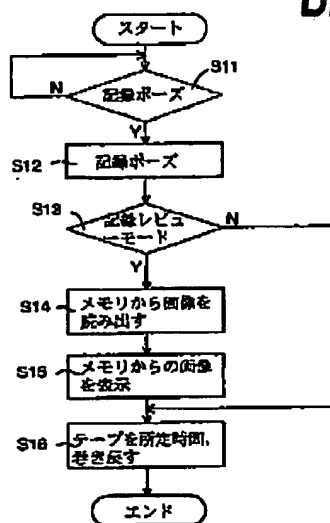 スタート
S11
記録ポーズ
N
Y
S12
記録ポーズ
S13
記録レビュ
ーモード
N
Y
S14
メモリから画像を
読み出す
S15
メモリからの画像
を表示
S16
テープを所定時間,
巻き戻す
エンド